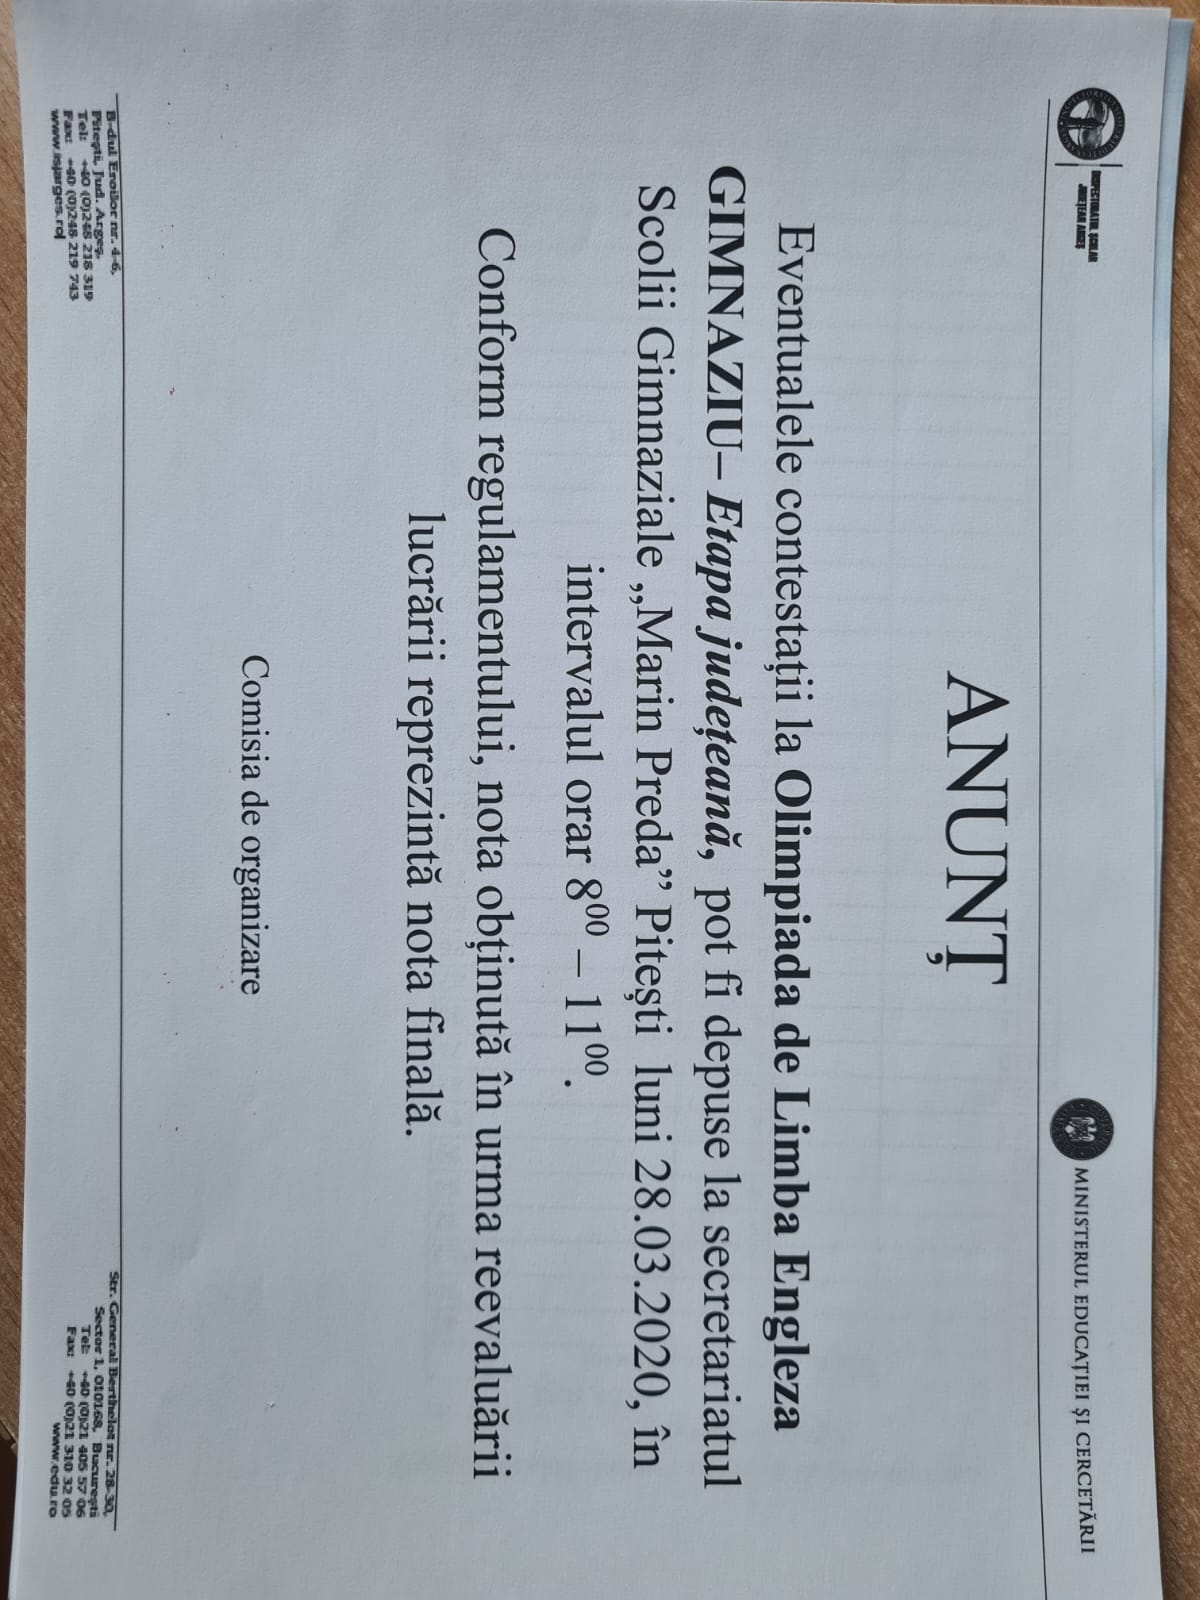 INSPECTORATUL ȘCOLAR
JUDEȚEAN ARGEȘ
MINISTERUL EDUCAȚIEI ȘI CERCETĂRII
ANUNȚ
Eventualele contestații la Olimpiada de Limba Engleza
GIMNAZIU– Etapa județeană, pot fi depuse la secretariatul
Scolii Gimnaziale ,,Marin Preda” Pitești luni 28.03.2020, în
intervalul orar 8⁰⁰ – 11⁰⁰.
Conform regulamentului, nota obținută în urma reevaluării
lucrării reprezintă nota finală.
Comisia de organizare
B-dul Eroilor nr. 4-6,
Pitești, Jud. Argeș,
Tel: +40 (0)248 218 319
Fax: +40 (0)248 219 743
www.isjarges.ro
Str. General Berthelot nr. 28-30,
Sector 1, 010168, București
Tel: +40 (0)21 405 57 06
Fax: +40 (0)21 310 32 05
www.edu.ro